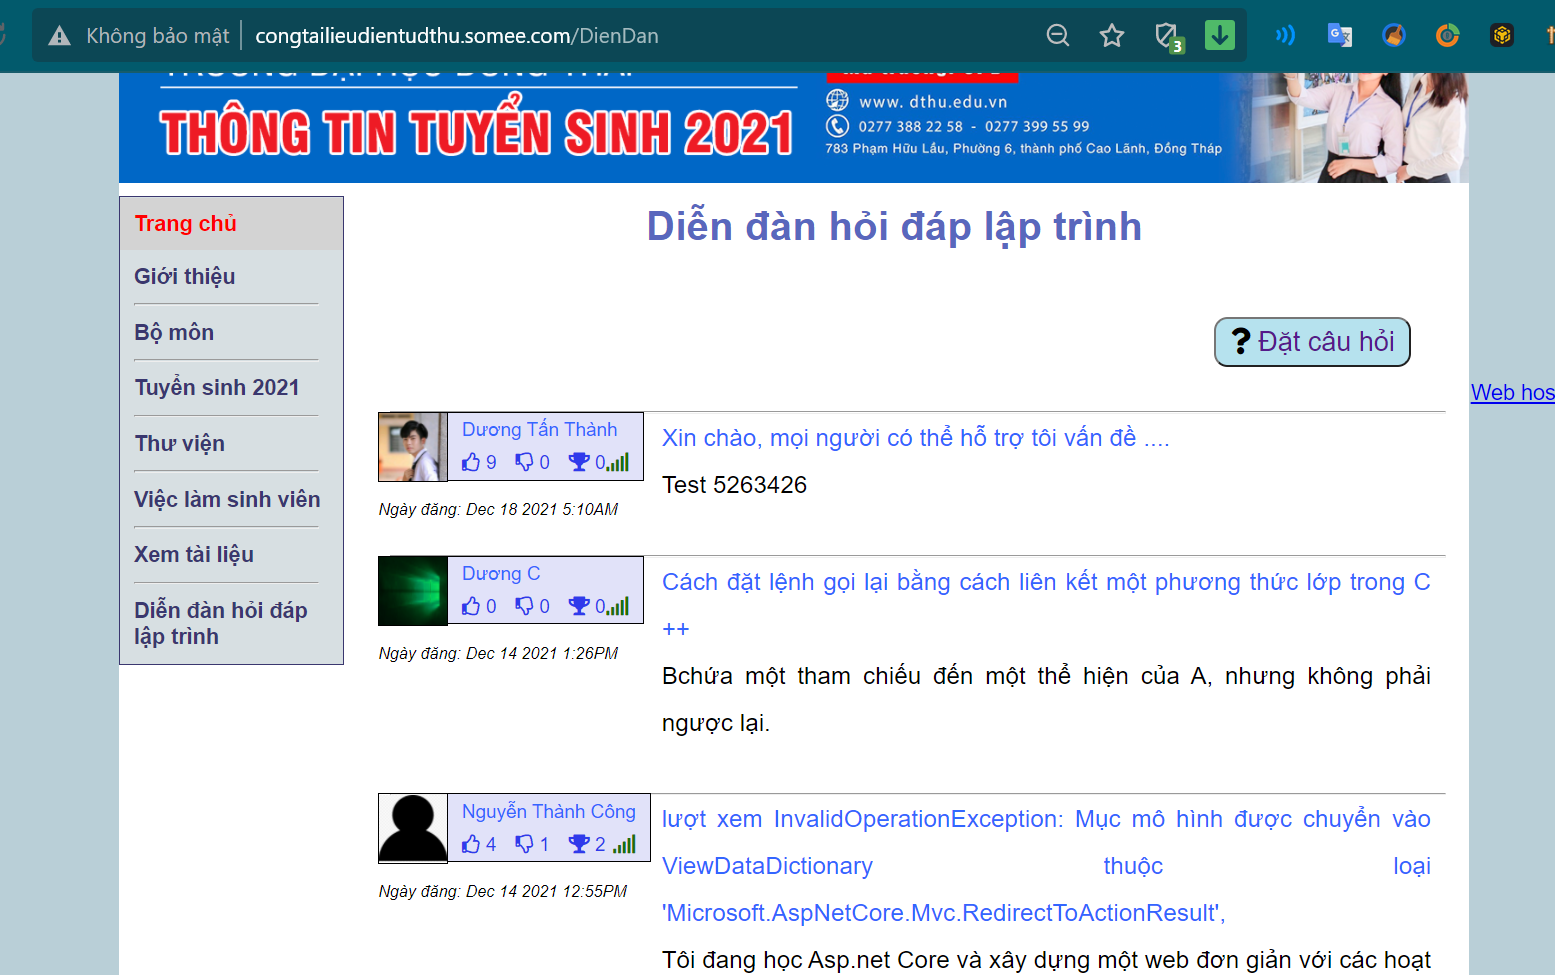 Không bảo mật
congtailieudientudthu.somee.com/DienDan
3
THÔNG TIN TUYỂN SINH 2021
www. dthu.edu.vn
0277 388 22 58 - 0277 399 55 99
783 Phạm Hữu Lầu, Phường 6, thành phố Cao Lãnh, Đồng Tháp
Trang chủ
Giới thiệu
Bộ môn
Tuyển sinh 2021
Thư viện
Việc làm sinh viên
Xem tài liệu
Diễn đàn hỏi đáp
lập trình
Diễn đàn hỏi đáp lập trình
? Đặt câu hỏi
Web hos
Dương Tấn Thành
9 0 0
Ngày đăng: Dec 18 2021 5:10AM
Xin chào, mọi người có thể hỗ trợ tôi vấn đề ....
Test 5263426
Dương C
0 0 0
Ngày đăng: Dec 14 2021 1:26PM
Cách đặt lệnh gọi lại bằng cách liên kết một phương thức lớp trong C
++
Bchứa một tham chiếu đến một thể hiện của A, nhưng không phải
ngược lại.
Nguyễn Thành Công
4 1 2
Ngày đăng: Dec 14 2021 12:55PM
lượt xem InvalidOperationException: Mục mô hình được chuyển vào
ViewDataDictionary thuộc loại
'Microsoft.AspNetCore.Mvc.RedirectToActionResult',
Tôi đang học Asp.net Core và xây dựng một web đơn giản với các hoạt